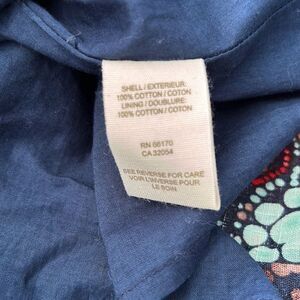 SHELL / EXTERIEUR:
100% COTTON / COTON
LINING / DOUBLURE:
100% COTTON / COTON
RN 66170
CA 32054
SEE REVERSE FOR CARE
VOIR L'INVERSE POUR
LE SOIN